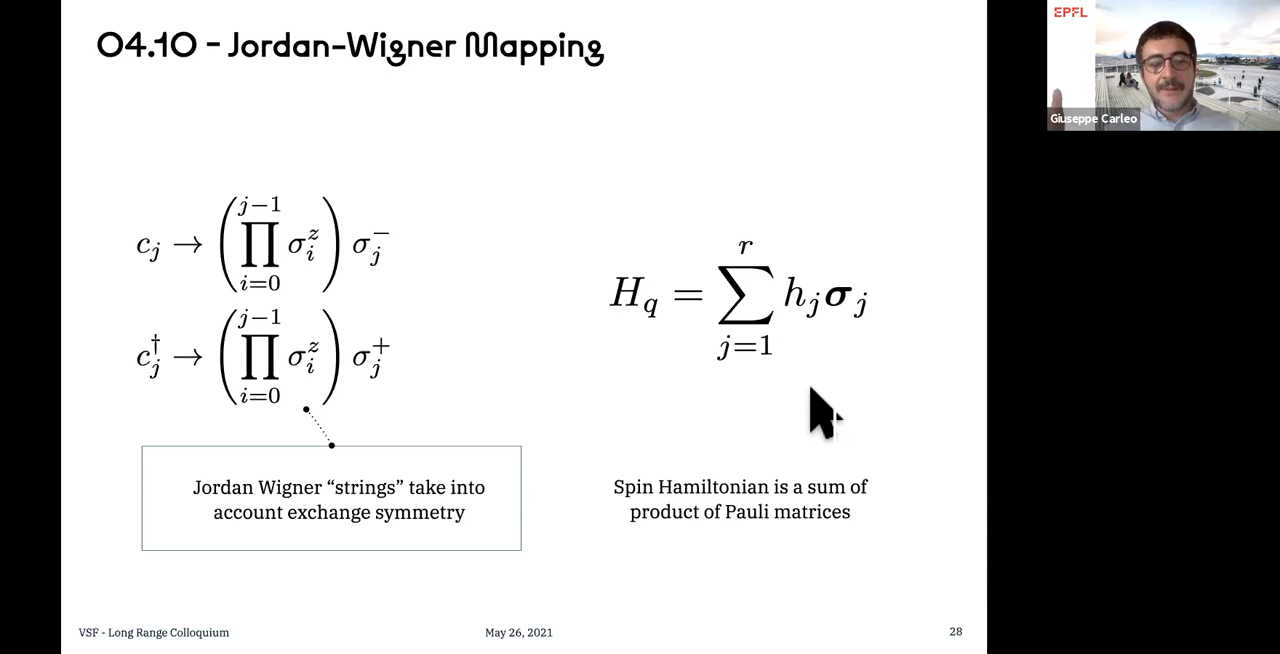 04.10 - Jordan-Wigner Mapping
EPFL
Giuseppe Carleo
c_j → (∏_{i=0}^{j−1} σ_i^z) σ_j^−
c_j^† → (∏_{i=0}^{j−1} σ_i^z) σ_j^+
H_q = ∑_{j=1}^{r} h_j σ_j
Jordan Wigner “strings” take into
account exchange symmetry
Spin Hamiltonian is a sum of
product of Pauli matrices
VSF - Long Range Colloquium
May 26, 2021
28